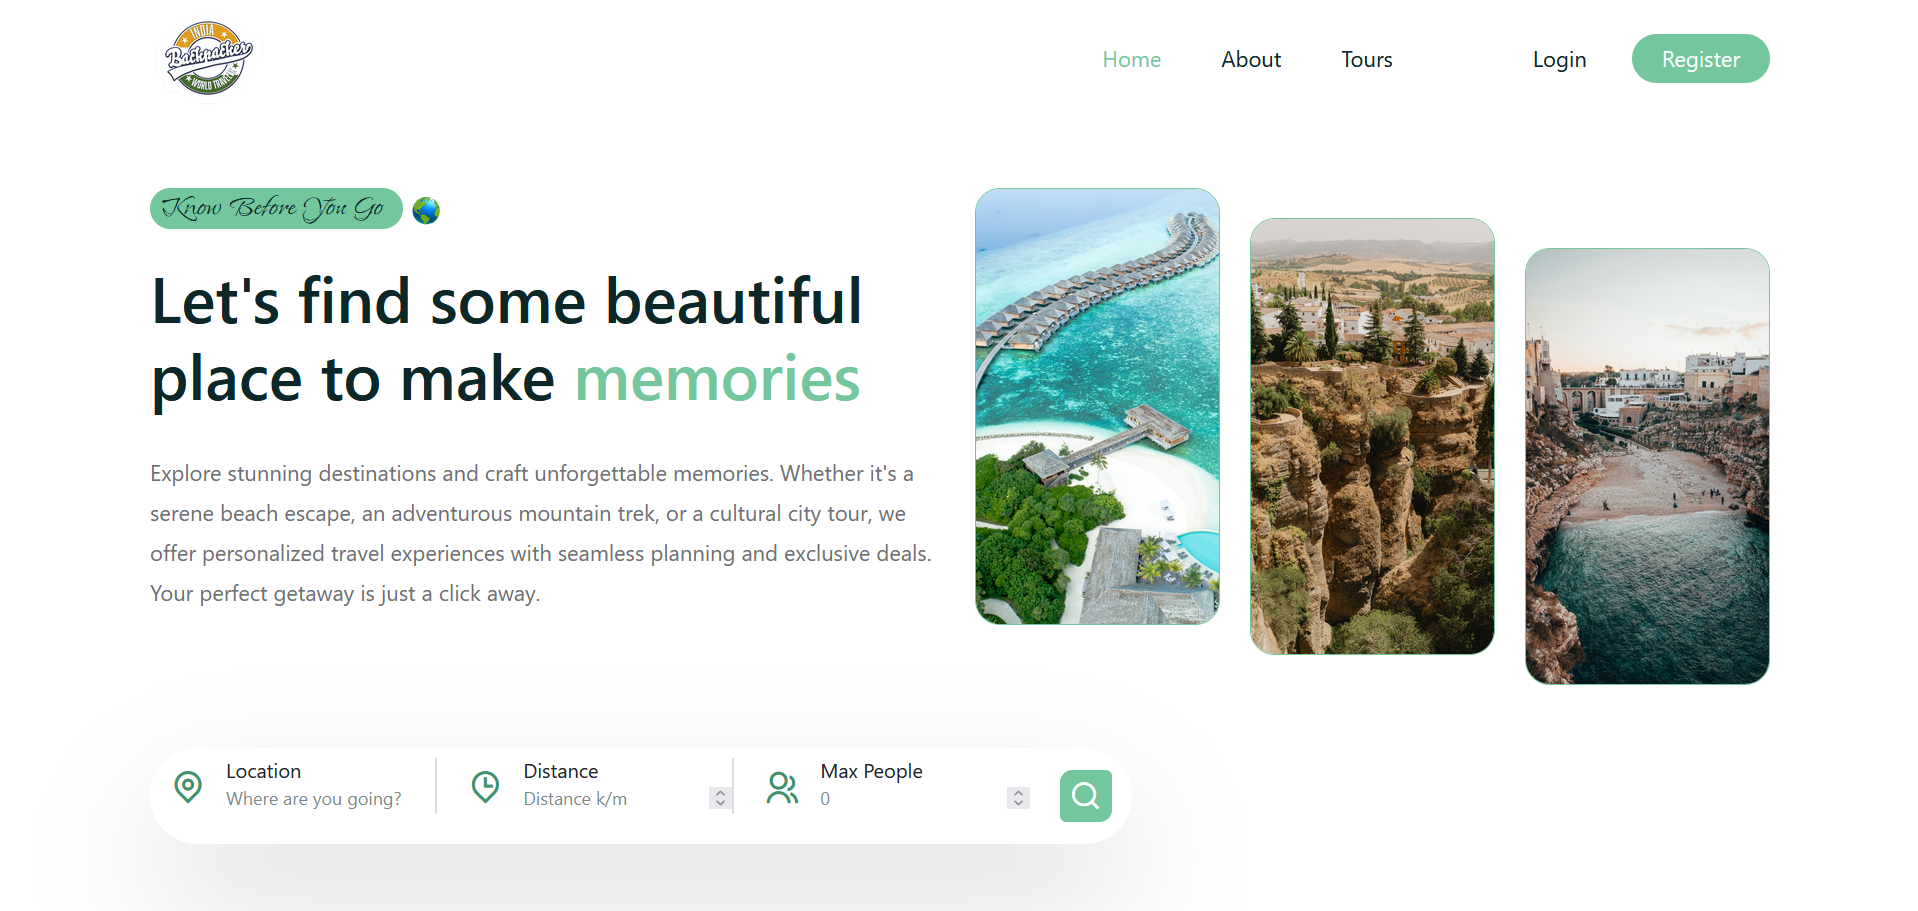 INDIA
Backpacker
WORLD TRAVEL
Home
About
Tours
Login
Register
Know Before You Go
Let's find some beautiful
place to make memories
Explore stunning destinations and craft unforgettable memories. Whether it's a
serene beach escape, an adventurous mountain trek, or a cultural city tour, we
offer personalized travel experiences with seamless planning and exclusive deals.
Your perfect getaway is just a click away.
Location
Where are you going?
Distance
Distance k/m
Max People
0